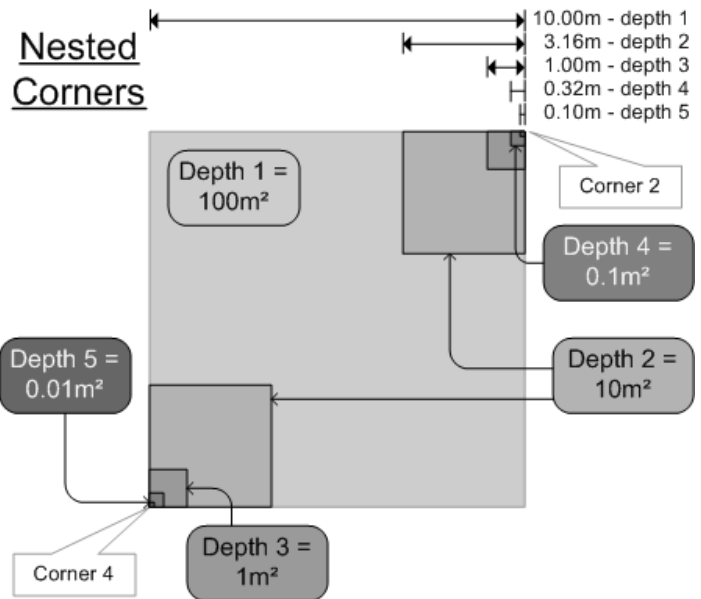 Nested
Corners
10.00m - depth 1
3.16m - depth 2
1.00m - depth 3
0.32m - depth 4
0.10m - depth 5
Depth 1 =
100m²
Corner 2
Depth 4 =
0.1m²
Depth 5 =
0.01m²
Depth 2 =
10m²
Depth 3 =
1m²
Corner 4